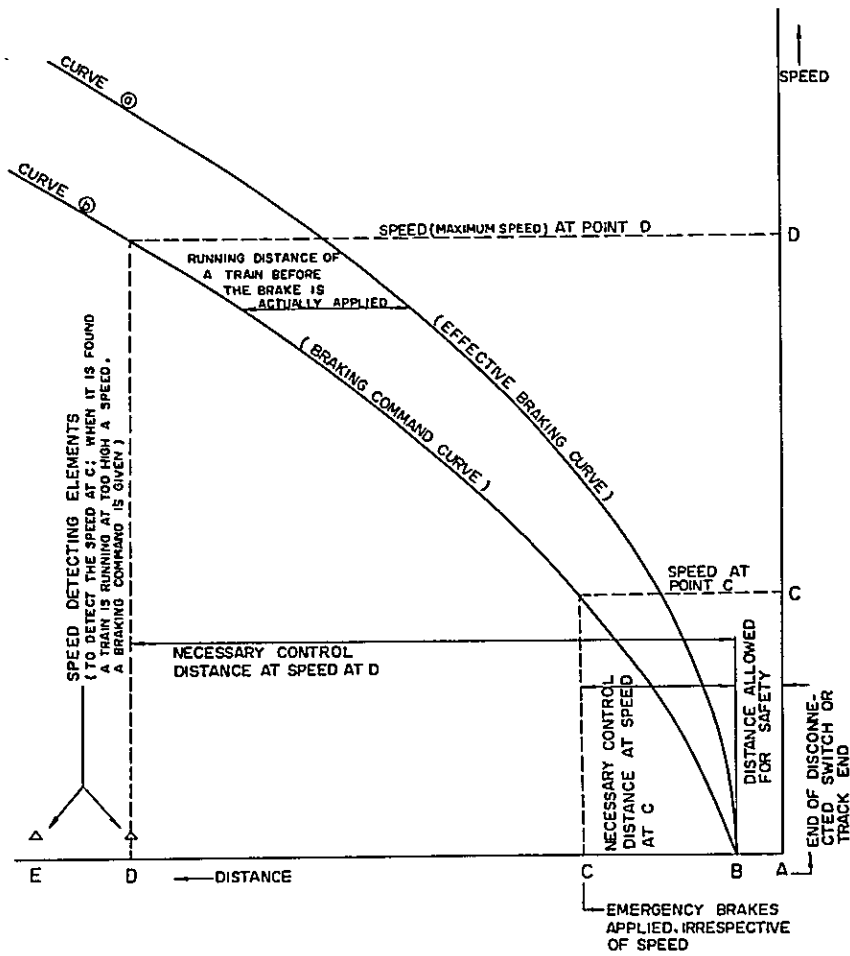 SPEED
CURVE ⓐ
CURVE ⓑ
SPEED (MAXIMUM SPEED) AT POINT D
D
RUNNING DISTANCE OF
A TRAIN BEFORE
THE BRAKE IS
ACTUALLY APPLIED
(EFFECTIVE BRAKING CURVE)
(BRAKING COMMAND CURVE)
SPEED DETECTING ELEMENTS
(TO DETECT THE SPEED AT C; WHEN IT IS FOUND
A TRAIN IS RUNNING AT TOO HIGH A SPEED,
A BRAKING COMMAND IS GIVEN)
SPEED AT
POINT C
C
NECESSARY CONTROL
DISTANCE AT SPEED AT D
NECESSARY CONTROL
DISTANCE AT SPEED
AT C
DISTANCE ALLOWED
FOR SAFETY
END OF DISCONNE-
CTED SWITCH OR
TRACK END
E
D
DISTANCE
C
B
A
EMERGENCY BRAKES
APPLIED, IRRESPECTIVE
OF SPEED